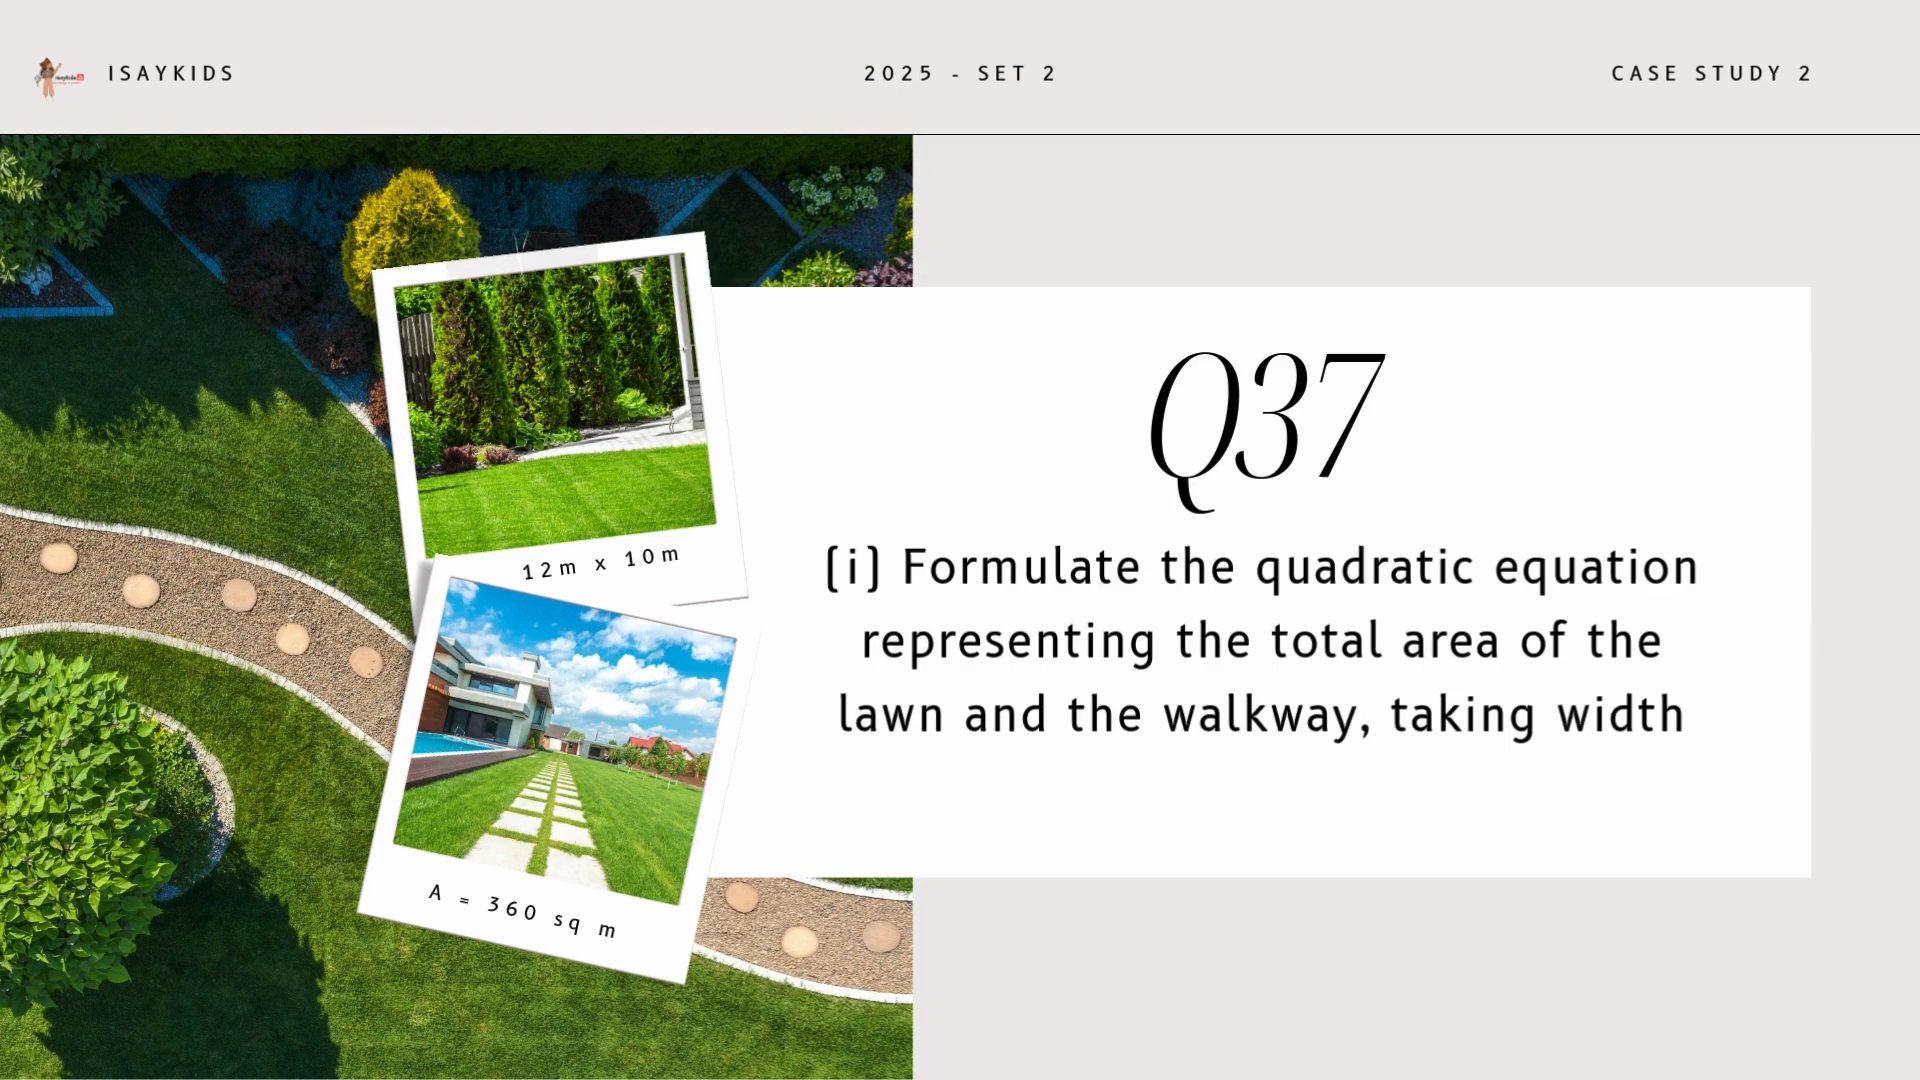 ISAYKIDS
2025 - SET 2
CASE STUDY 2
Q37
12m x 10m
(i) Formulate the quadratic equation
representing the total area of the
lawn and the walkway, taking width
A = 360 sq m